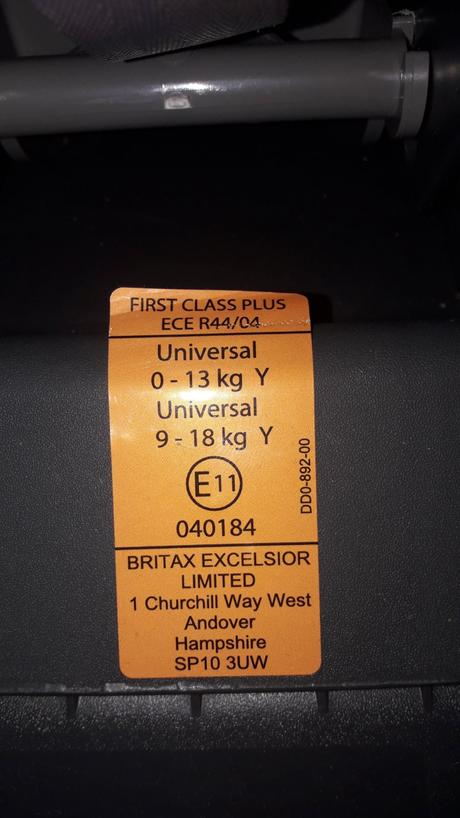 FIRST CLASS PLUS
ECE R44/04
Universal
0 - 13 kg Y
Universal
9 - 18 kg Y
E11
040184
DD0-892-00
BRITAX EXCELSIOR
LIMITED
1 Churchill Way West
Andover
Hampshire
SP10 3UW